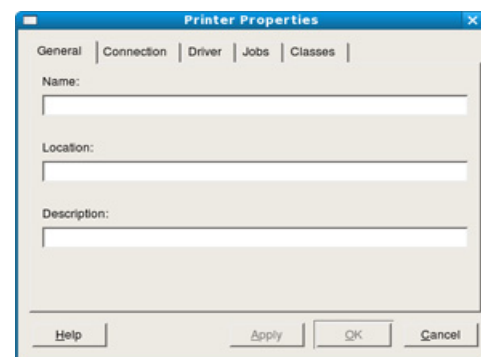 Printer Properties
General Connection Driver Jobs Classes
Name:
Location:
Description:
Help Apply OK Cancel